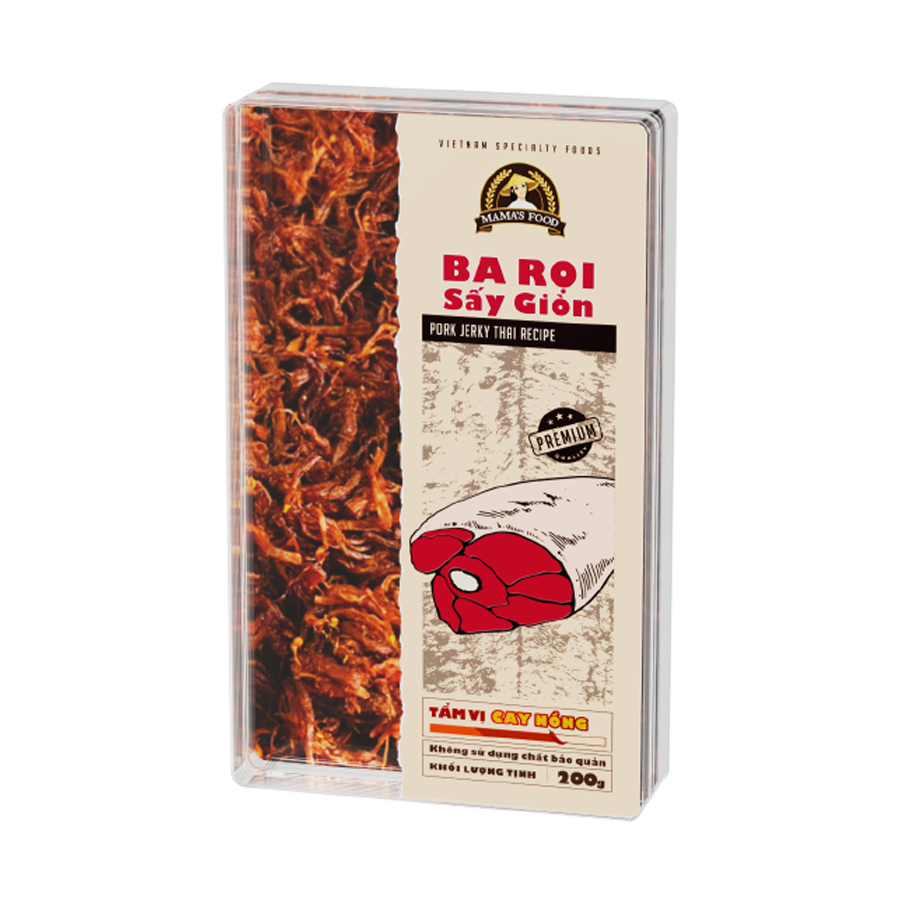 VIETNAM SPECIALTY FOODS
MAMA'S FOOD
BA RỌI
Sấy Giòn
PORK JERKY THAI RECIPE
PREMIUM
QUALITY
TẨM VỊ CAY NỒNG
Không sử dụng chất bảo quản
KHỐI LƯỢNG TỊNH 200g